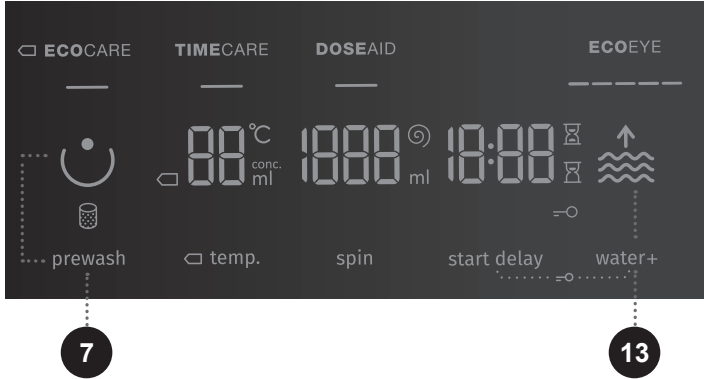 ECOCARE TIMECARE DOSEAID ECOEYE
88 °C conc. ml 1888 ml 18:88
prewash temp. spin start delay water+
7 13